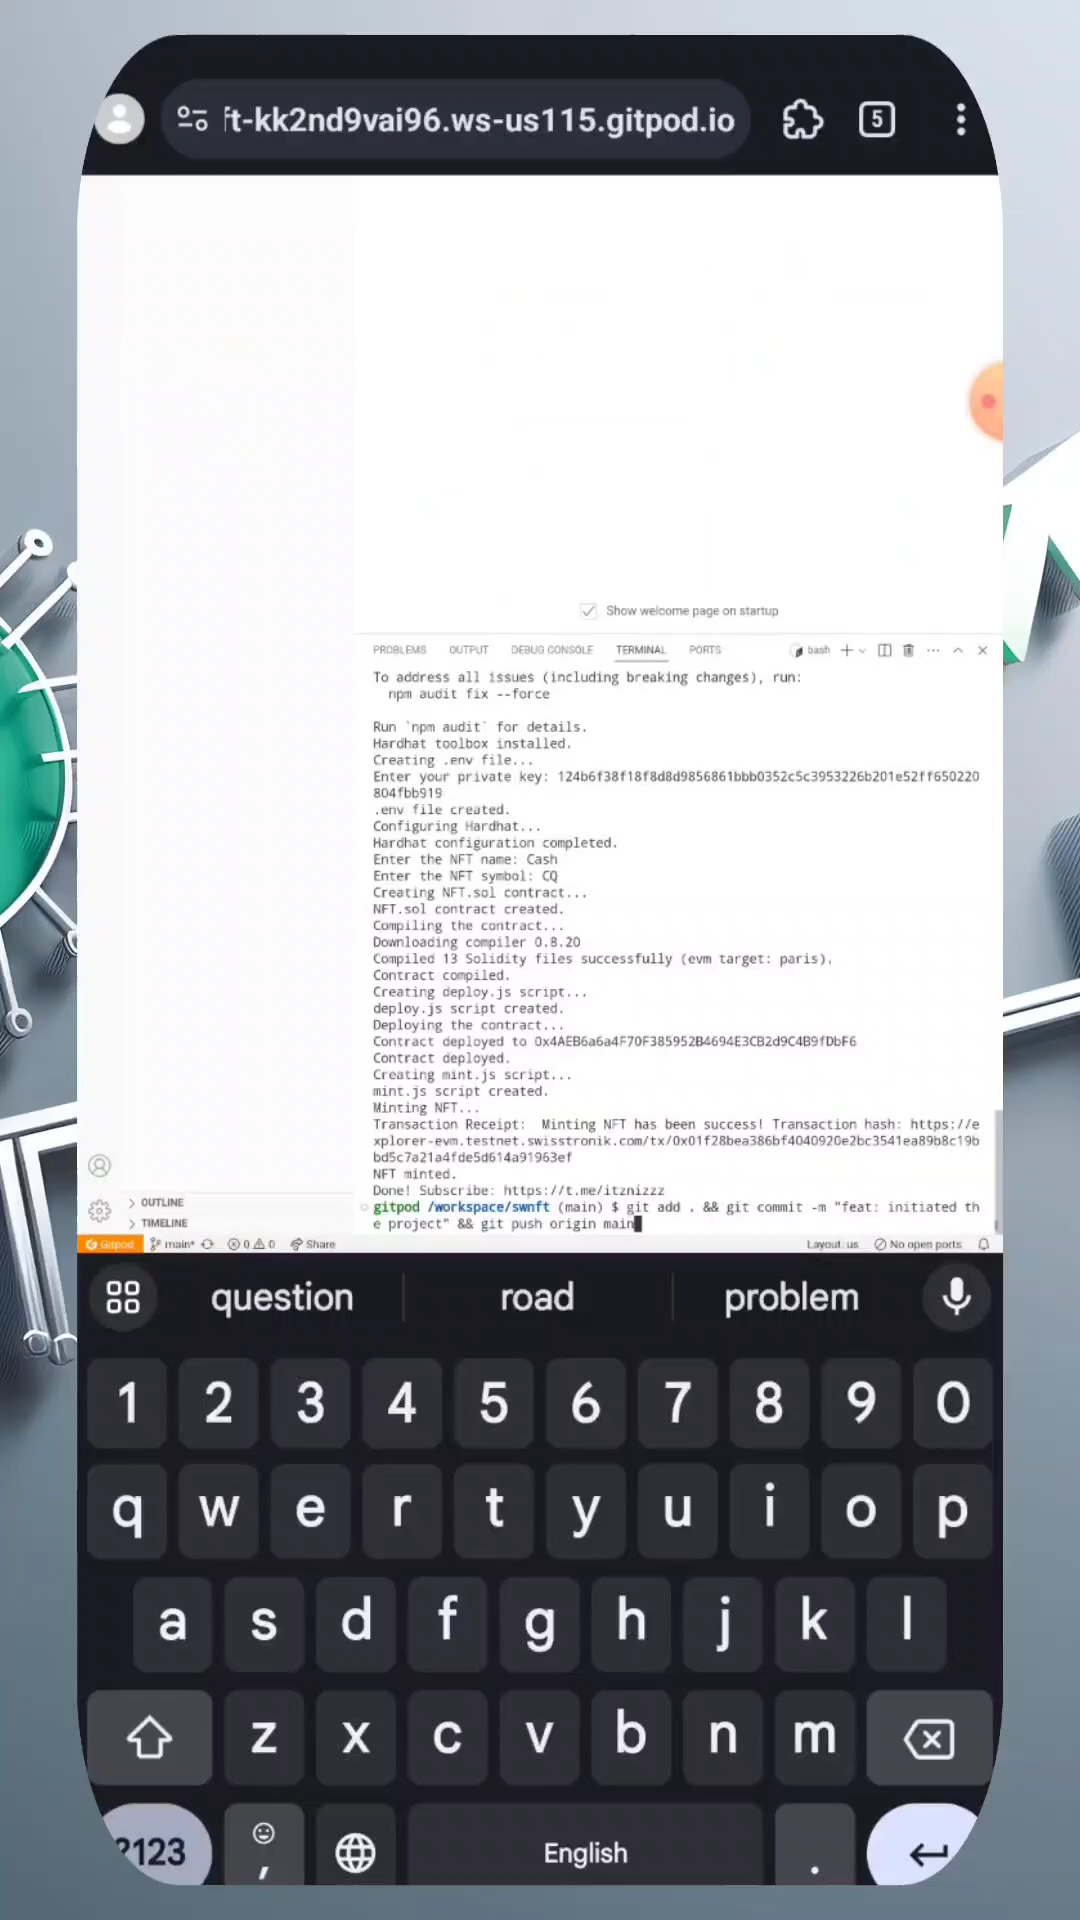 ft-kk2nd9vai96.ws-us115.gitpod.io
5
Show welcome page on startup
PROBLEMS OUTPUT DEBUG CONSOLE TERMINAL PORTS bash
To address all issues (including breaking changes), run:
npm audit fix --force
Run `npm audit` for details.
Hardhat toolbox installed.
Creating .env file...
Enter your private key: 124b6f38f18f8d8d9856861bbb0352c5c3953226b201e52ff650220
804fbb919
.env file created.
Configuring Hardhat...
Hardhat configuration completed.
Enter the NFT name: Cash
Enter the NFT symbol: CQ
Creating NFT.sol contract...
NFT.sol contract created.
Compiling the contract...
Downloading compiler 0.8.20
Compiled 13 Solidity files successfully (evm target: paris).
Contract compiled.
Creating deploy.js script...
deploy.js script created.
Deploying the contract...
Contract deployed to 0x4AEB6a6a4F70F385952B4694E3CB2d9C4B9fDbF6
Contract deployed.
Creating mint.js script...
mint.js script created.
Minting NFT...
Transaction Receipt: Minting NFT has been success! Transaction hash: https://e
xplorer-evm.testnet.swisstronik.com/tx/0x01f28bea386bf4040920e2bc3541ea89b8c19b
bd5c7a21a4fde5d614a91963ef
NFT minted.
Done! Subscribe: https://t.me/itznizzz
gitpod /workspace/swnft (main) $ git add . && git commit -m "feat: initiated th
e project" && git push origin main
OUTLINE
TIMELINE
Gitpod main* 0 0 Share Layout: us No open ports
question road problem
1 2 3 4 5 6 7 8 9 0
q w e r t y u i o p
a s d f g h j k l
z x c v b n m
?123 , English .